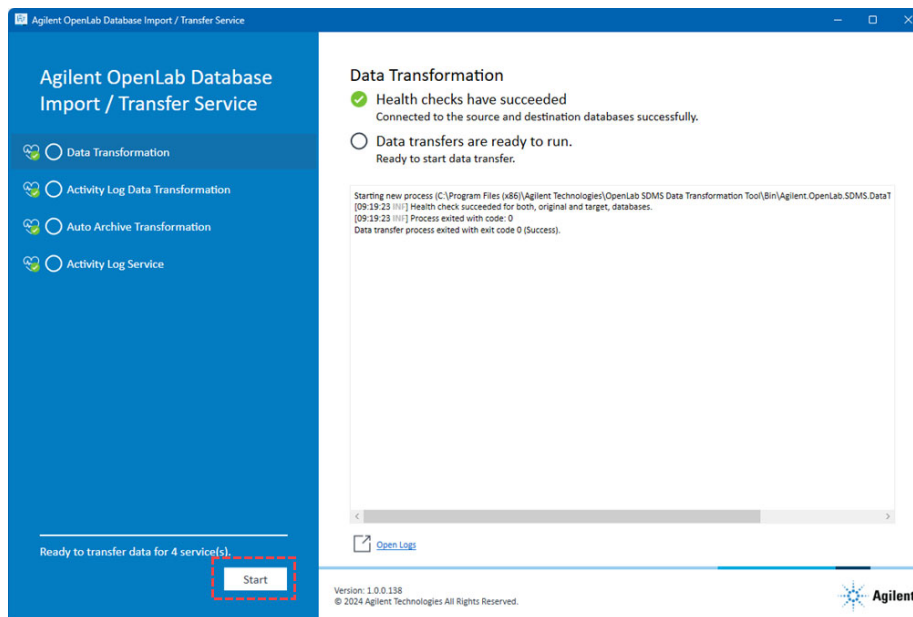 Agilent OpenLab Database Import / Transfer Service
Agilent OpenLab Database
Import / Transfer Service
Data Transformation
Activity Log Data Transformation
Auto Archive Transformation
Activity Log Service
Ready to transfer data for 4 service(s).
Start
Data Transformation
Health checks have succeeded
Connected to the source and destination databases successfully.
Data transfers are ready to run.
Ready to start data transfer.
Starting new process (C:\Program Files (x86)\Agilent Technologies\OpenLab SDMS Data Transformation Tool\Bin\Agilent.OpenLab.SDMS.DataT
[09:19:23 INF] Health check succeeded for both, original and target, databases.
[09:19:23 INF] Process exited with code: 0
Data transfer process exited with exit code 0 (Success).
Open Logs
Version: 1.0.0.138
© 2024 Agilent Technologies All Rights Reserved.
Agilent